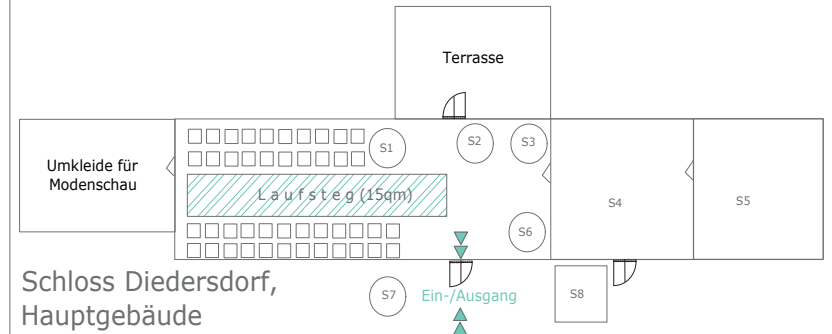 Terrasse
S1
S2
S3
Umkleide für
Modenschau
L a u f s t e g (15qm)
S4
S5
S6
Schloss Diedersdorf,
Hauptgebäude
S7
Ein-/Ausgang
S8